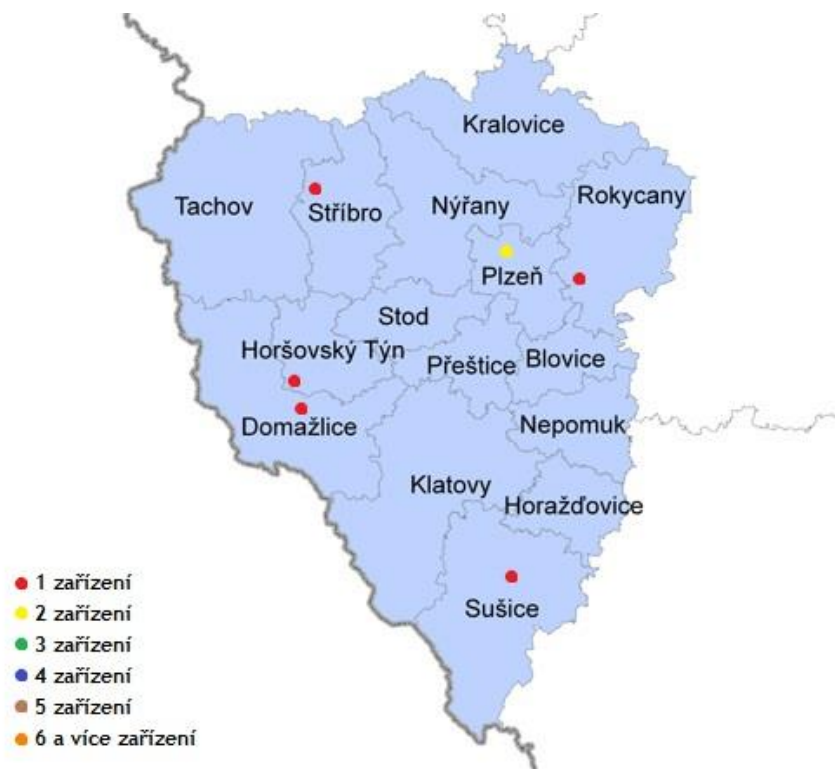 Kralovice
Rokycany
Tachov
Stříbro
Nýřany
Plzeň
Stod
Horšovský Týn
Přeštice
Blovice
Domažlice
Nepomuk
Klatovy
Horažďovice
Sušice
1 zařízení
2 zařízení
3 zařízení
4 zařízení
5 zařízení
6 a více zařízení